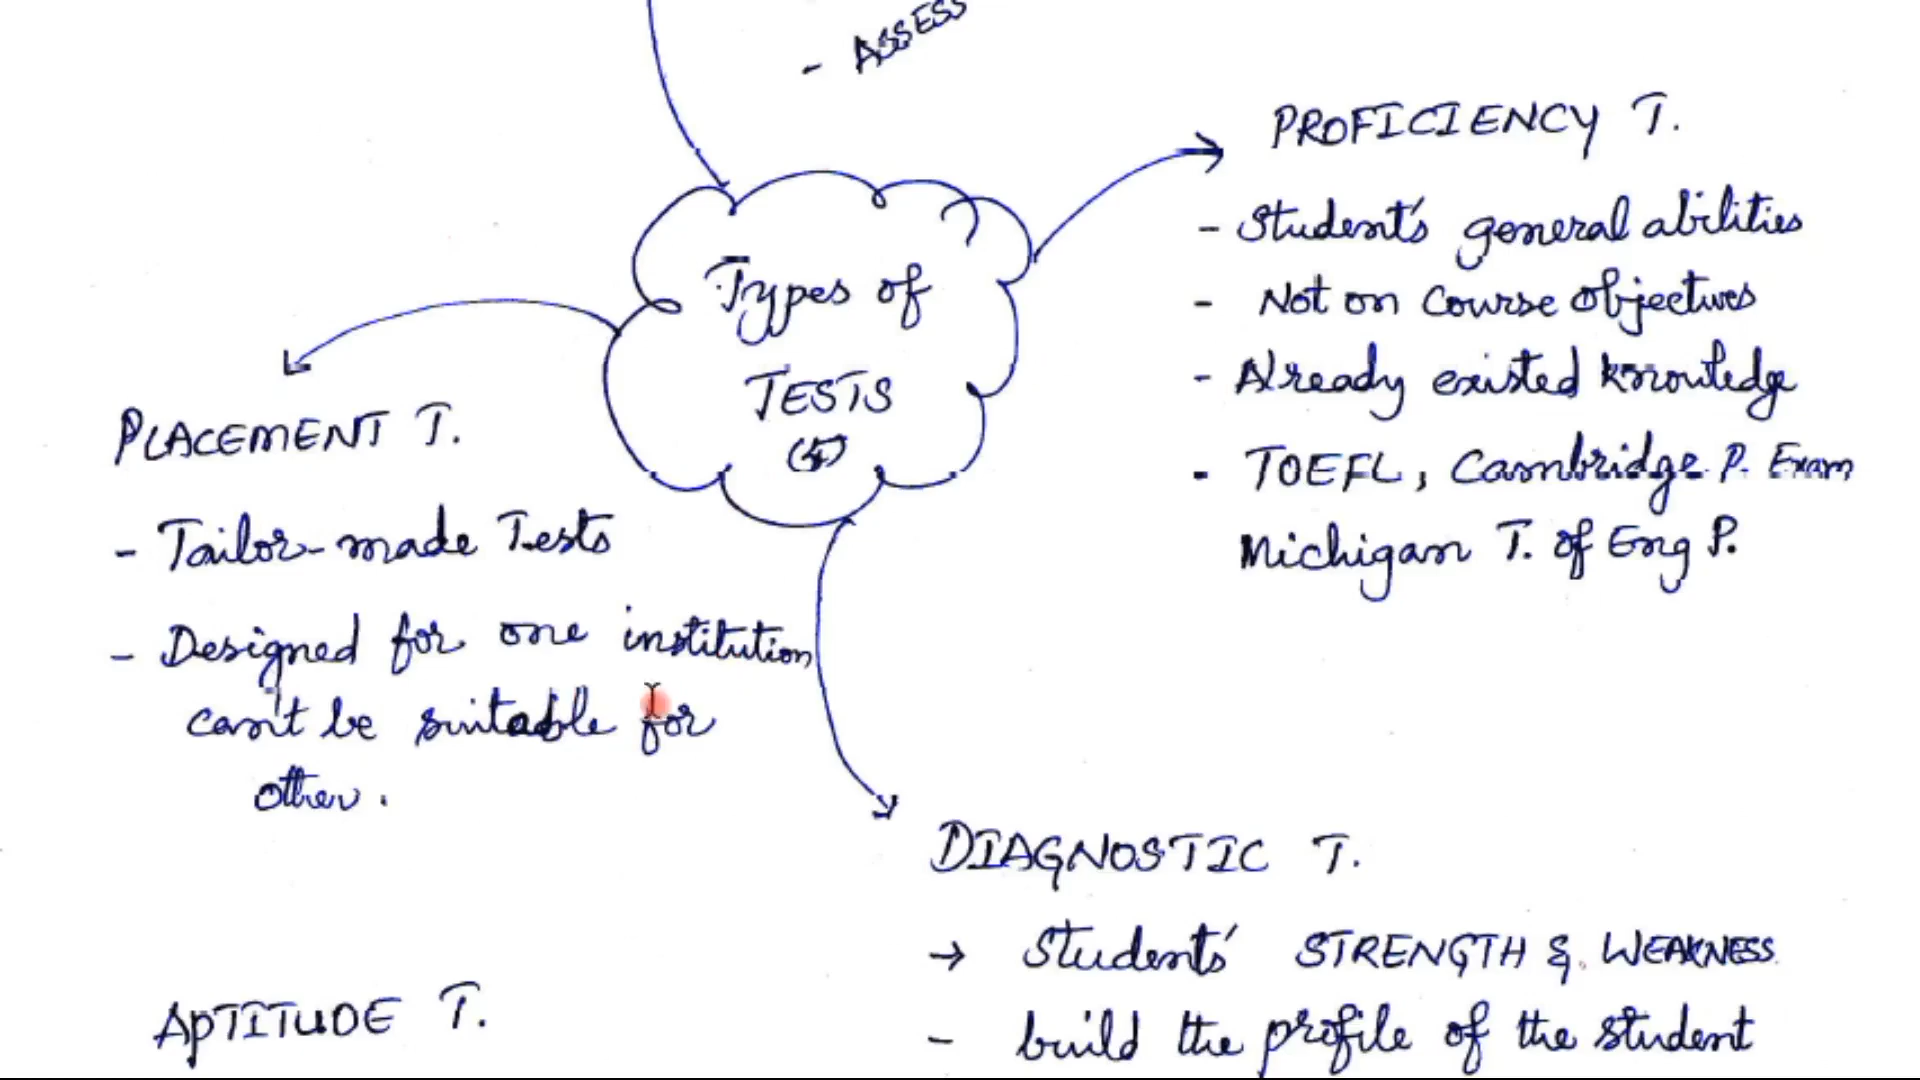 - ASSESS
PROFICIENCY T.
- Student's general abilities
- Not on Course Objectives
- Already existed knowledge
- TOEFL, Cambridge P. Exam
Michigan T. of Eng P.
Types of
TESTS
PLACEMENT T.
- Tailor-made Tests
- Designed for one institution
can't be suitable for
other.
DIAGNOSTIC T.
→ Students' STRENGTH & WEAKNESS
- build the profile of the student
APTITUDE T.